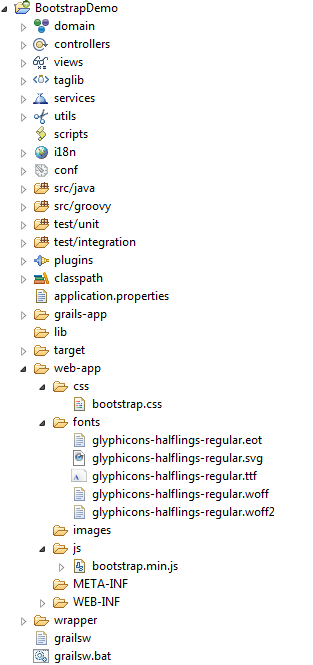 BootstrapDemo
domain
controllers
views
taglib
services
utils
scripts
i18n
conf
src/java
src/groovy
test/unit
test/integration
plugins
classpath
application.properties
grails-app
lib
target
web-app
css
bootstrap.css
fonts
glyphicons-halflings-regular.eot
glyphicons-halflings-regular.svg
glyphicons-halflings-regular.ttf
glyphicons-halflings-regular.woff
glyphicons-halflings-regular.woff2
images
js
bootstrap.min.js
META-INF
WEB-INF
wrapper
grailsw
grailsw.bat